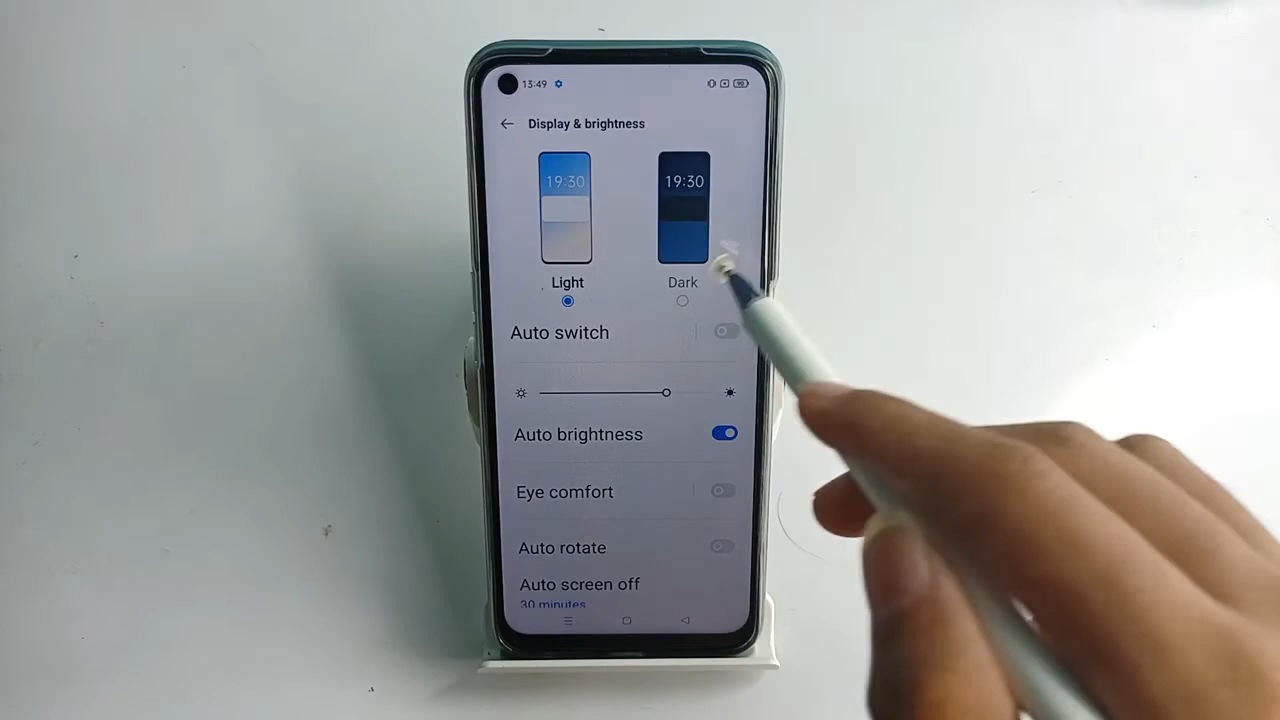 13:49 90
Display & brightness
19:30 19:30
Light Dark
Auto switch
Auto brightness
Eye comfort
Auto rotate
Auto screen off
30 minutes